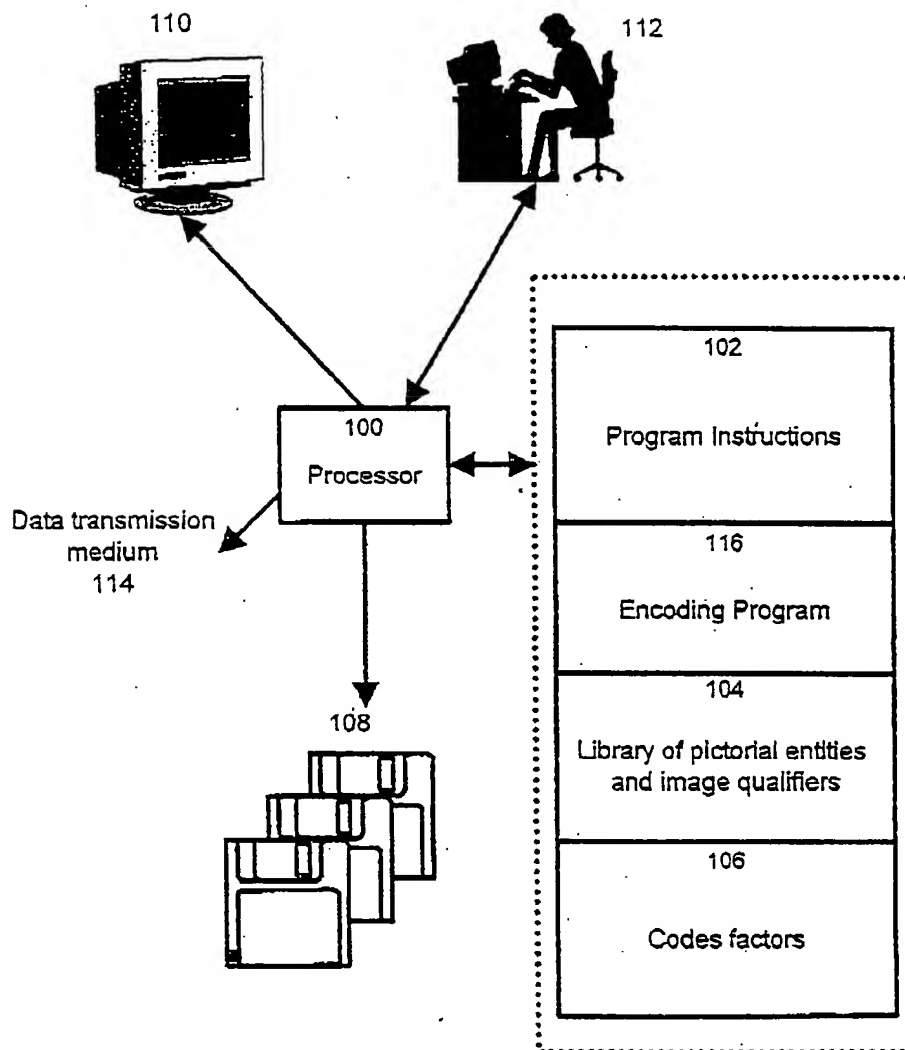 110
112
102
Program Instructions
100
Processor
Data transmission
medium
114
116
Encoding Program
104
Library of pictorial entities
and image qualifiers
108
106
Codes factors